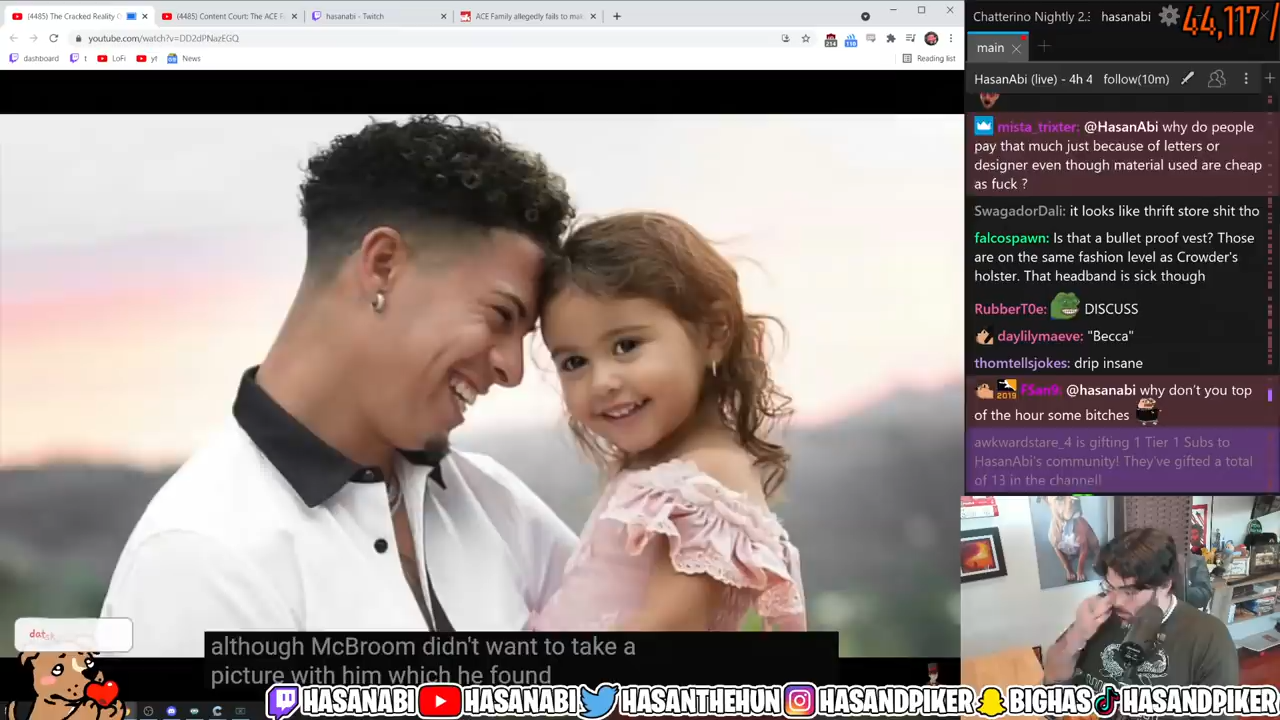 (4485) The Cracked Reality
(4485) Content Court: The ACE F
hasanabi - Twitch
ACE Family allegedly fails to mak
youtube.com/watch?v=DD2dPNazEGQ
dashboard
t
LoFi
yt
News
Reading list
Chatterino Nightly 2.
hasanabi
44,117
main
HasanAbi (live) - 4h 4
follow(10m)
mista_trixter: @HasanAbi why do people
pay that much just because of letters or
designer even though material used are cheap
as fuck ?
SwagadorDali: it looks like thrift store shit tho
falcospawn: Is that a bullet proof vest? Those
are on the same fashion level as Crowder's
holster. That headband is sick though
RubberT0e: DISCUSS
daylilymaeve: "Becca"
thomtellsjokes: drip insane
2019 FSan9: @hasanabi why don't you top
of the hour some bitches
awkwardstare_4 is gifting 1 Tier 1 Subs to
HasanAbi's community! They've gifted a total
of 13 in the channel!
although McBroom didn't want to take a
picture with him which he found
HASANABI
HASANABI
HASANTHEHUN
HASANDPIKER
BIGHAS
HASANDPIKER